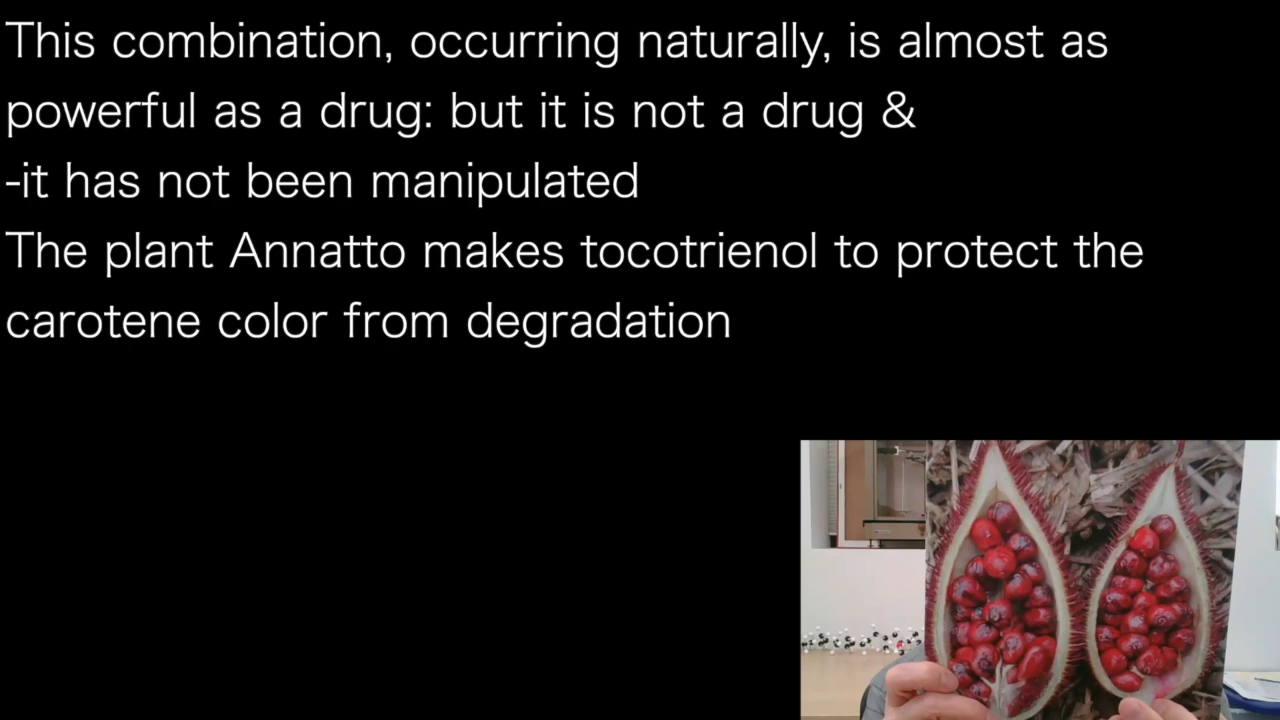 This combination, occurring naturally, is almost as
powerful as a drug: but it is not a drug &
-it has not been manipulated
The plant Annatto makes tocotrienol to protect the
carotene color from degradation